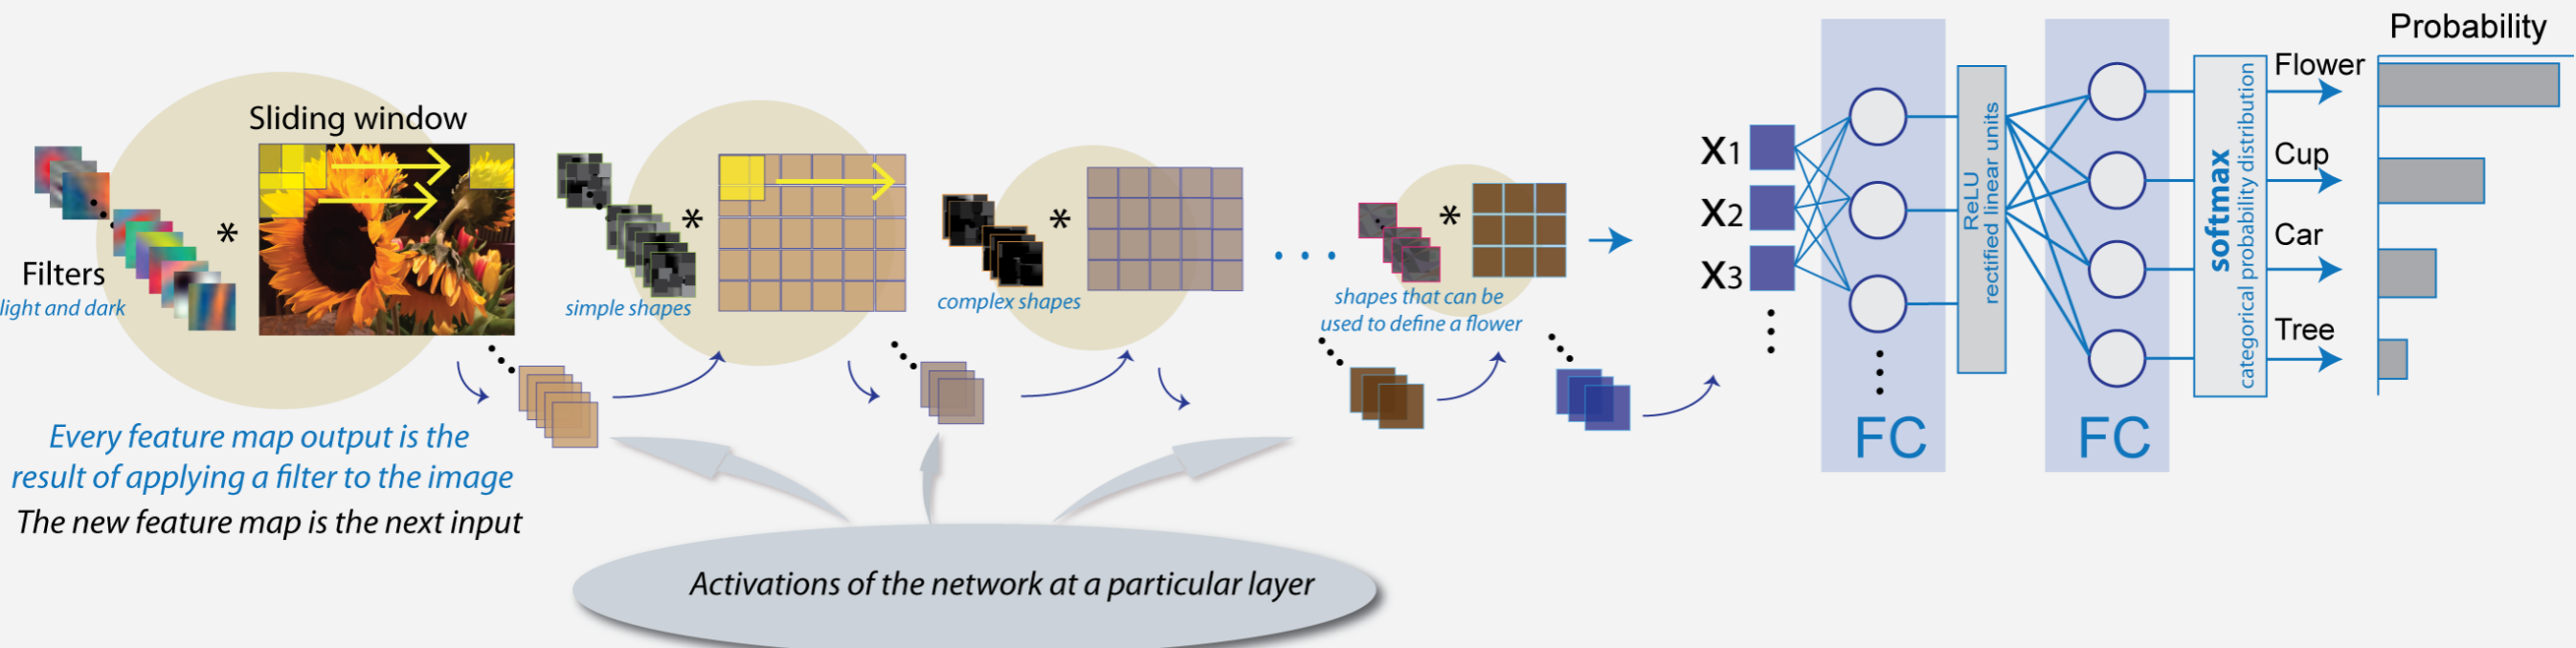 Sliding window
Filters
light and dark
*
Every feature map output is the
result of applying a filter to the image
The new feature map is the next input
simple shapes
*
complex shapes
*
shapes that can be
used to define a flower
*
Activations of the network at a particular layer
X1
X2
X3
FC
ReLU
rectified linear units
FC
softmax
categorical probability distribution
Flower
Cup
Car
Tree
Probability